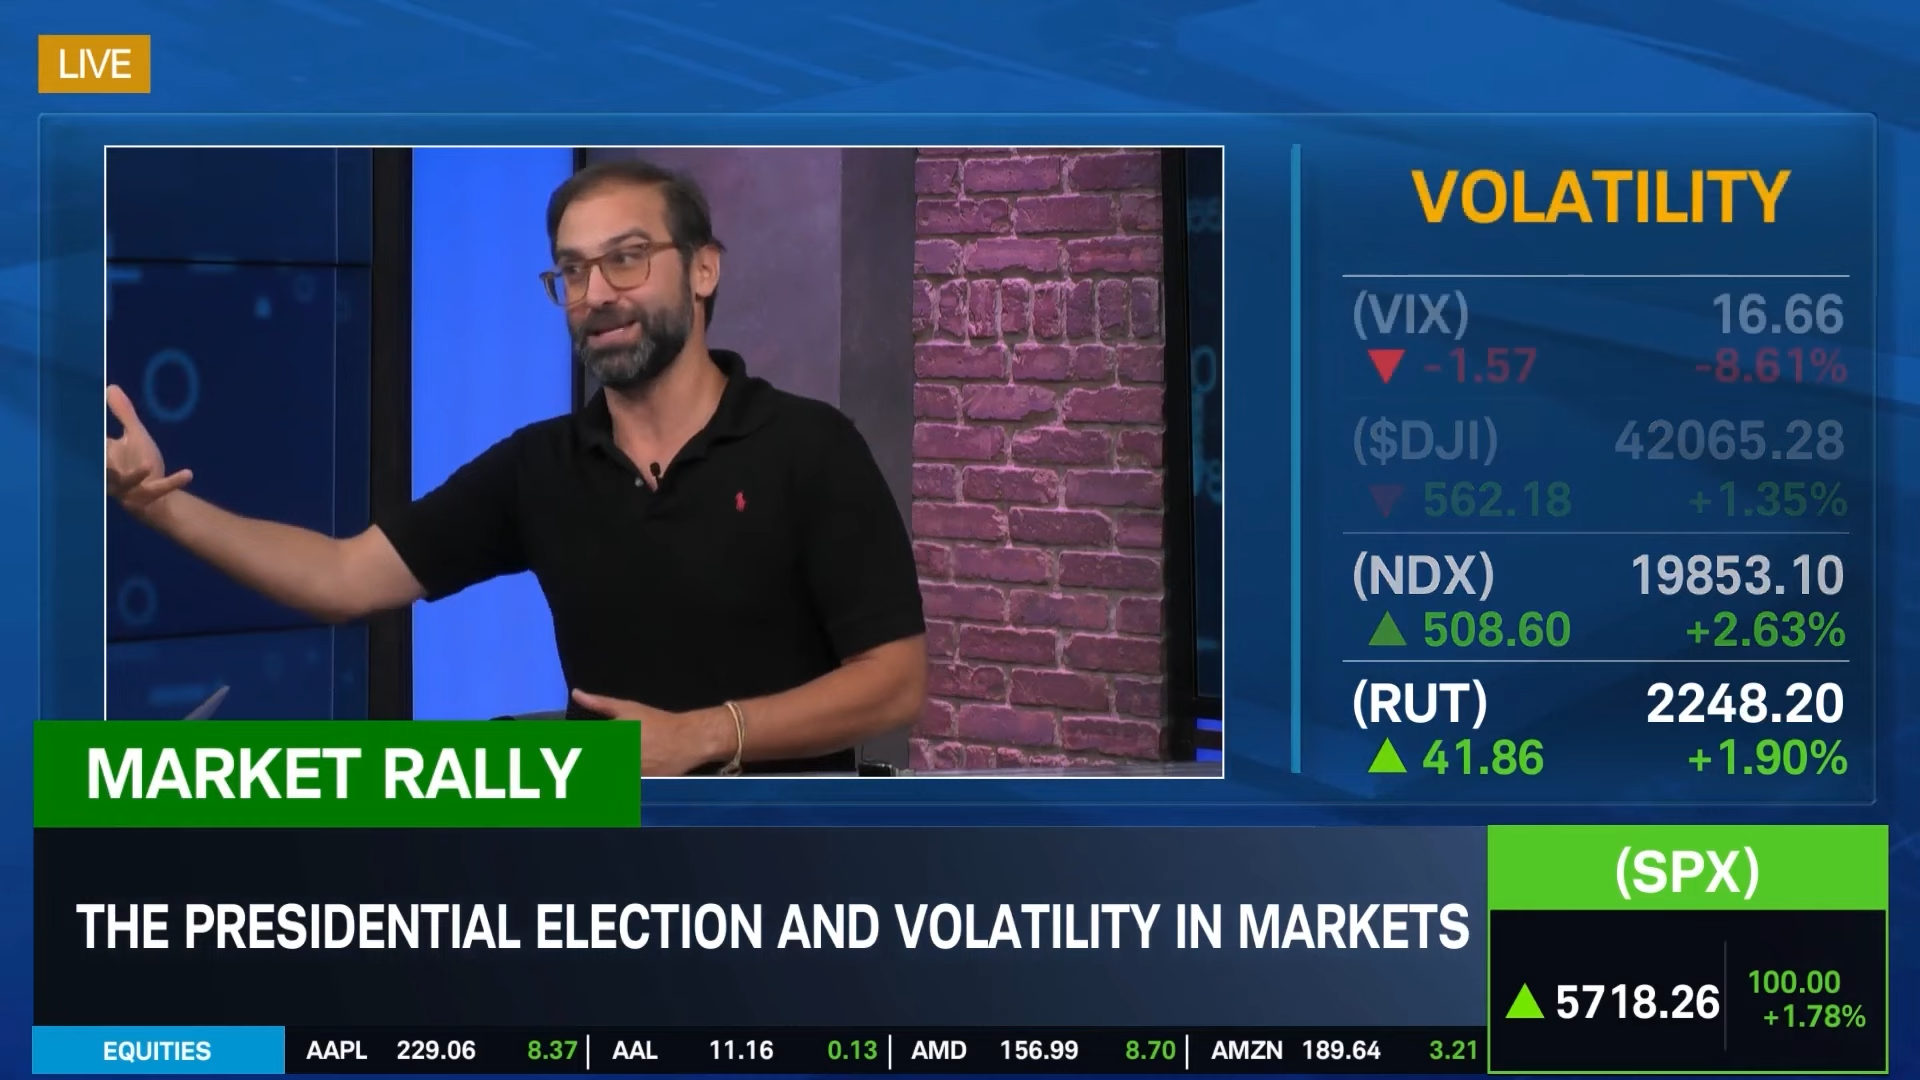 LIVE
VOLATILITY
(VIX) 16.66
▼ -1.57 -8.61%
($DJI) 42065.28
▼ 562.18 +1.35%
(NDX) 19853.10
▲ 508.60 +2.63%
(RUT) 2248.20
▲ 41.86 +1.90%
MARKET RALLY
THE PRESIDENTIAL ELECTION AND VOLATILITY IN MARKETS
(SPX)
▲ 5718.26 100.00
+1.78%
EQUITIES AAPL 229.06 8.37 | AAL 11.16 0.13 | AMD 156.99 8.70 | AMZN 189.64 3.21